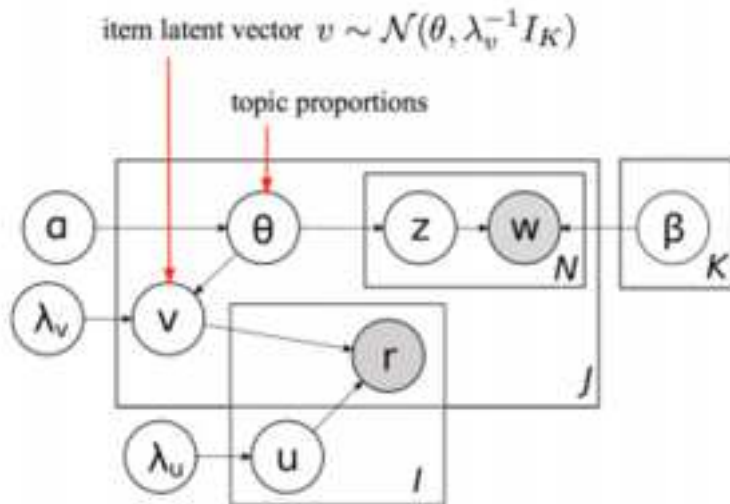 item latent vector v ~ N(θ, λ_v^{-1} I_K)
topic proportions
α θ z w β
N K
λ_v v r
J
λ_u u I